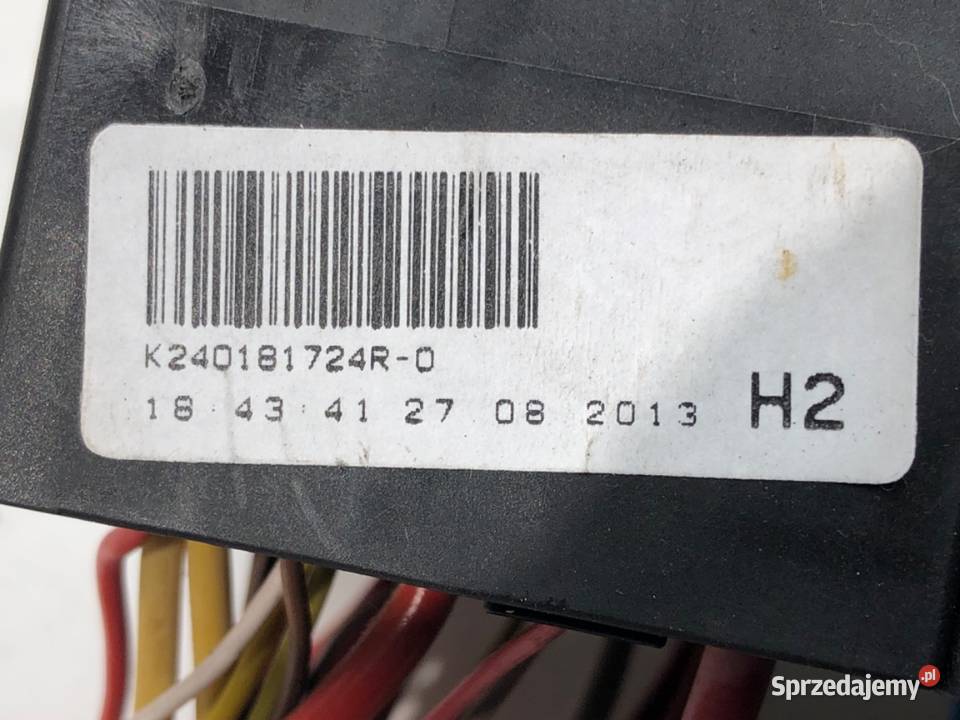 K240181724R-0
18:43:41 27 08 2013 H2
Sprzedajemy.pl